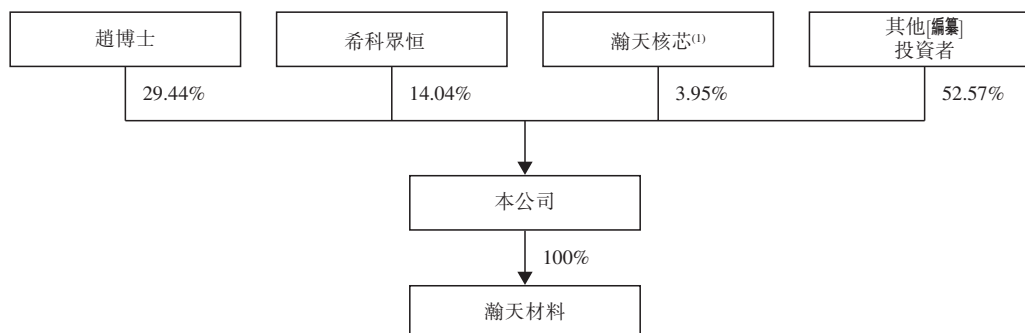 趙博士
希科眾恒
瀚天核芯(1)
其他[編纂]
投資者
29.44%
14.04%
3.95%
52.57%
本公司
100%
瀚天材料